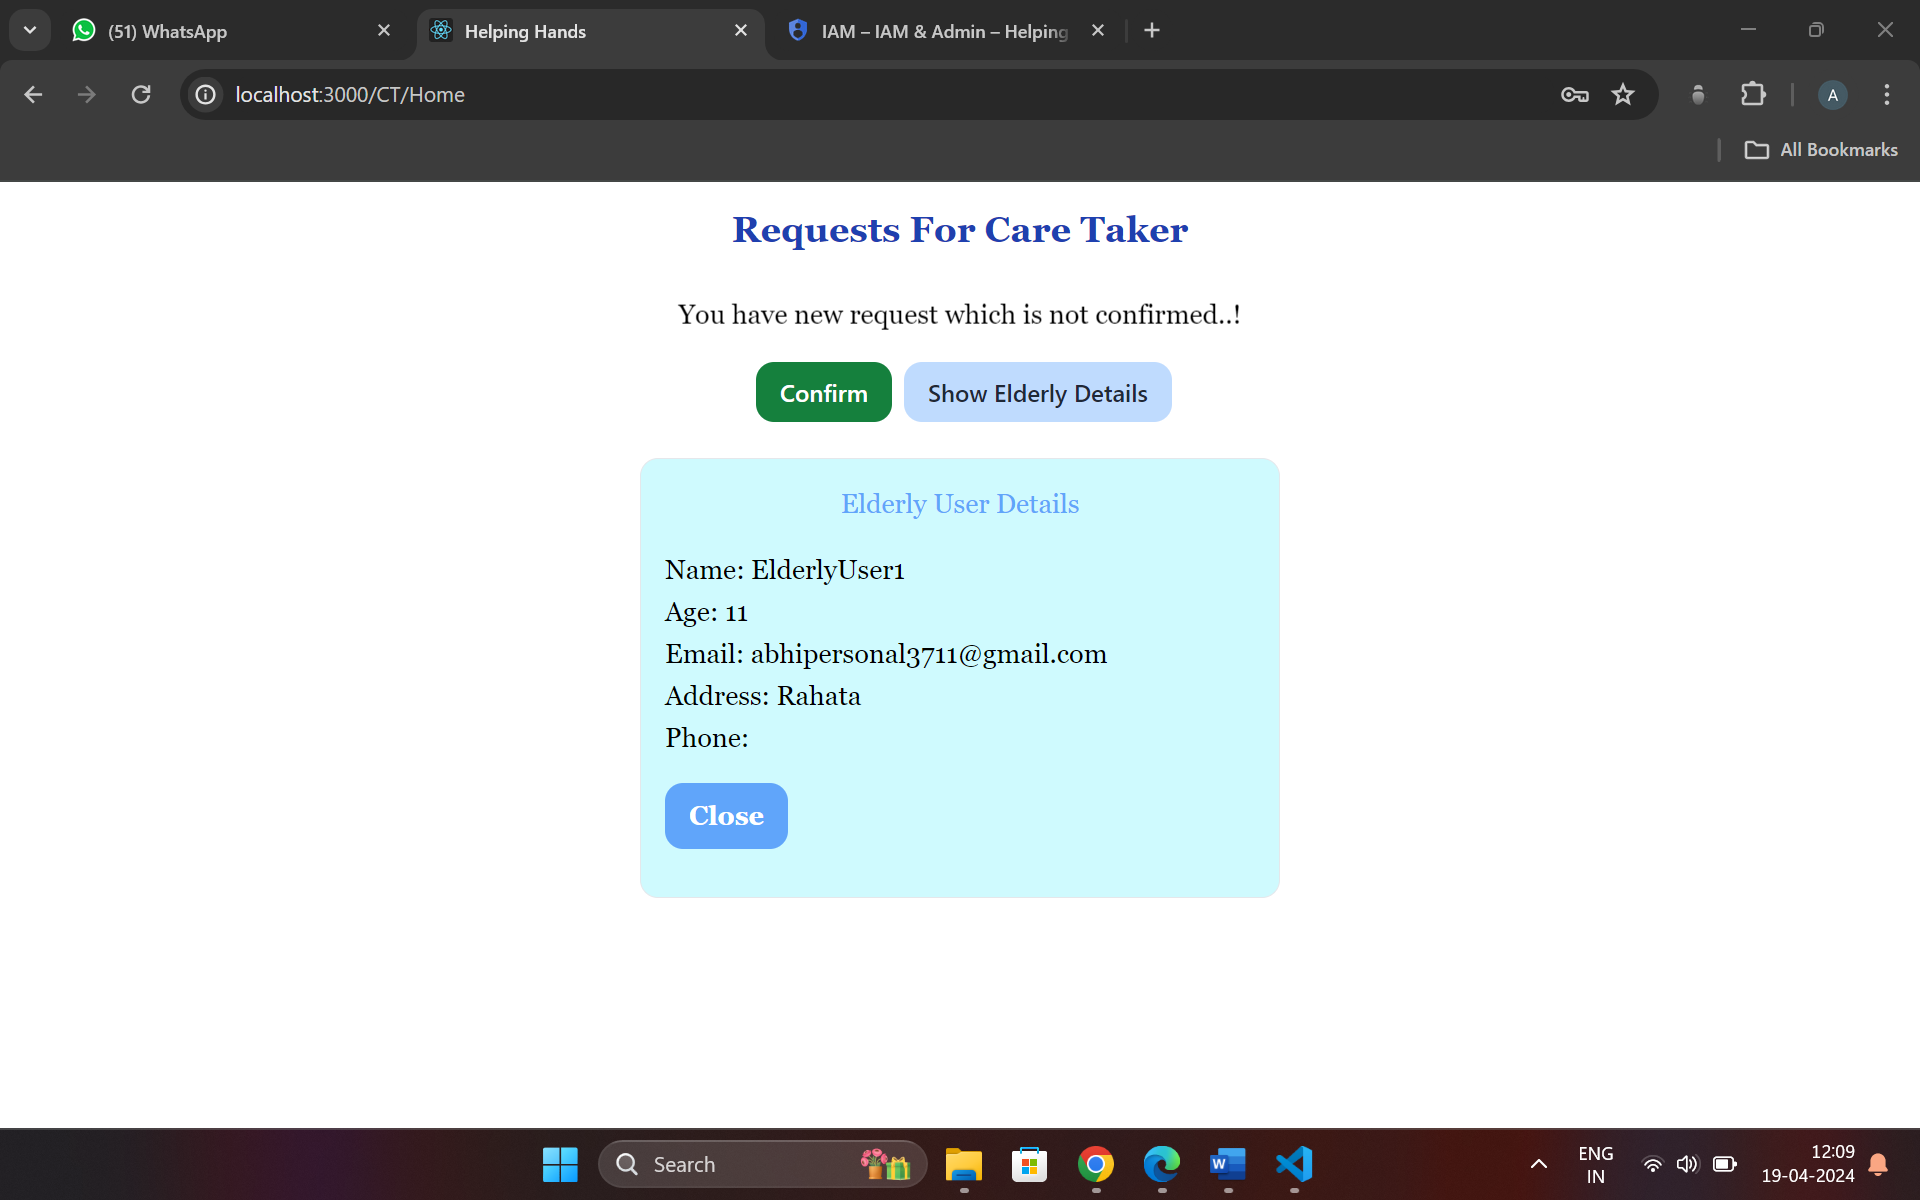 (51) WhatsApp
Helping Hands
IAM – IAM & Admin – Helping
localhost:3000/CT/Home
A
All Bookmarks
Requests For Care Taker
You have new request which is not confirmed..!
Confirm
Show Elderly Details
Elderly User Details
Name: ElderlyUser1
Age: 11
Email: abhipersonal3711@gmail.com
Address: Rahata
Phone:
Close
Search
W
ENG
IN
12:09
19-04-2024